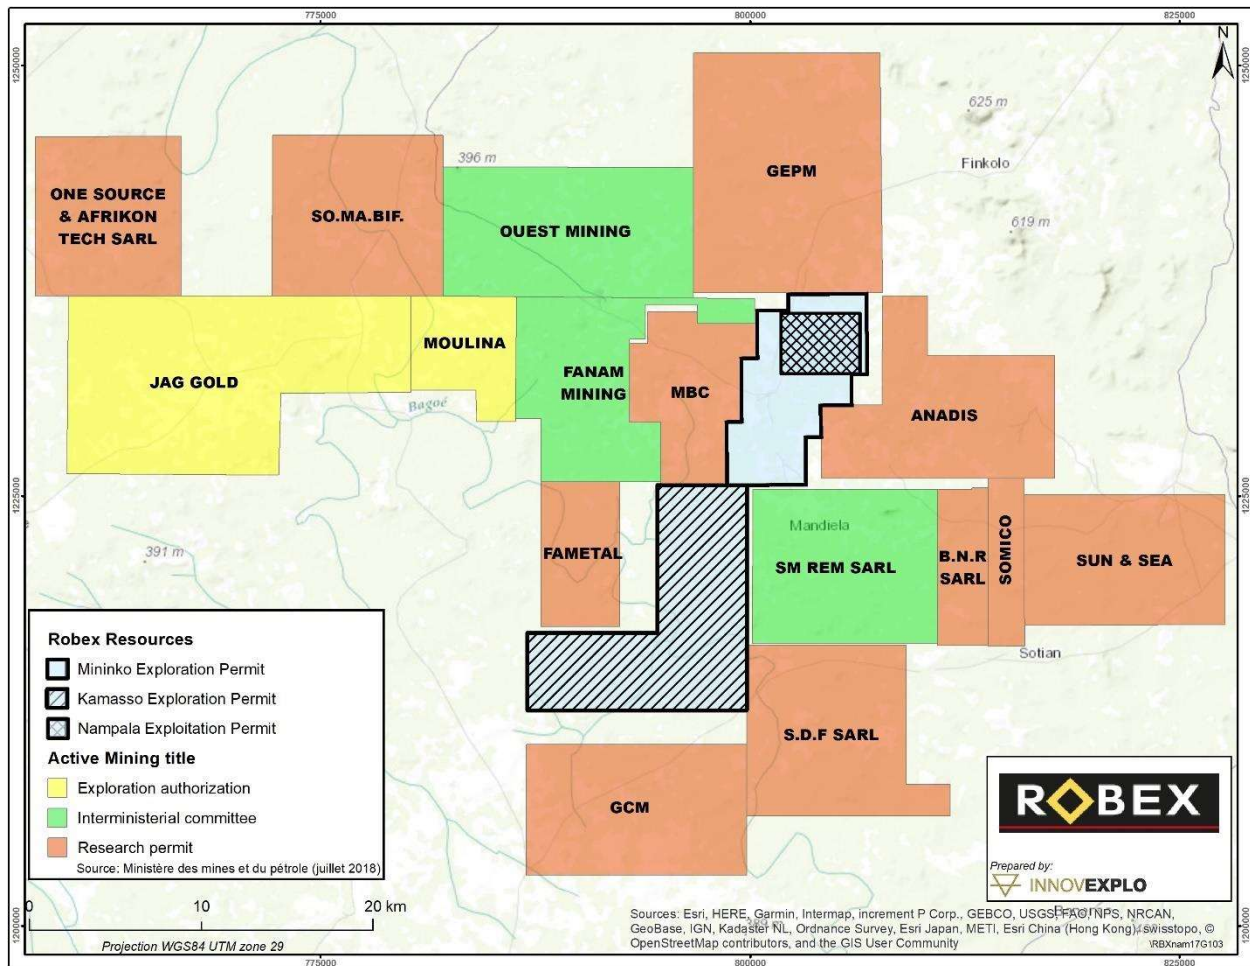 775000
800000
825000
N
1250000
1250000
625 m
396 m
Finkolo
GEPM
ONE SOURCE
& AFRIKON
TECH SARL
SO.MA.BIF.
OUEST MINING
619 m
MOULINA
JAG GOLD
FANAM
MINING
MBC
Bagoé
ANADIS
1225000
1225000
Mandiela
391 m
FAMETAL
SM REM SARL
B.N.R
SARL
SOMICO
SUN & SEA
Sotian
S.D.F SARL
GCM
Robex Resources
Mininko Exploration Permit
Kamasso Exploration Permit
Nampala Exploitation Permit
Active Mining title
Exploration authorization
Interministerial committee
Research permit
Source: Ministère des mines et du pétrole (juillet 2018)
ROBEX
Prepared by:
INNOVEXPLO
0 10 20 km
Projection WGS84 UTM zone 29
Sources: Esri, HERE, Garmin, Intermap, increment P Corp., GEBCO, USGS, FAO, NPS, NRCAN,
GeoBase, IGN, Kadaster NL, Ordnance Survey, Esri Japan, METI, Esri China (Hong Kong), swisstopo, ©
OpenStreetMap contributors, and the GIS User Community
\RBXnam17G103
1200000
1200000
775000
800000
825000